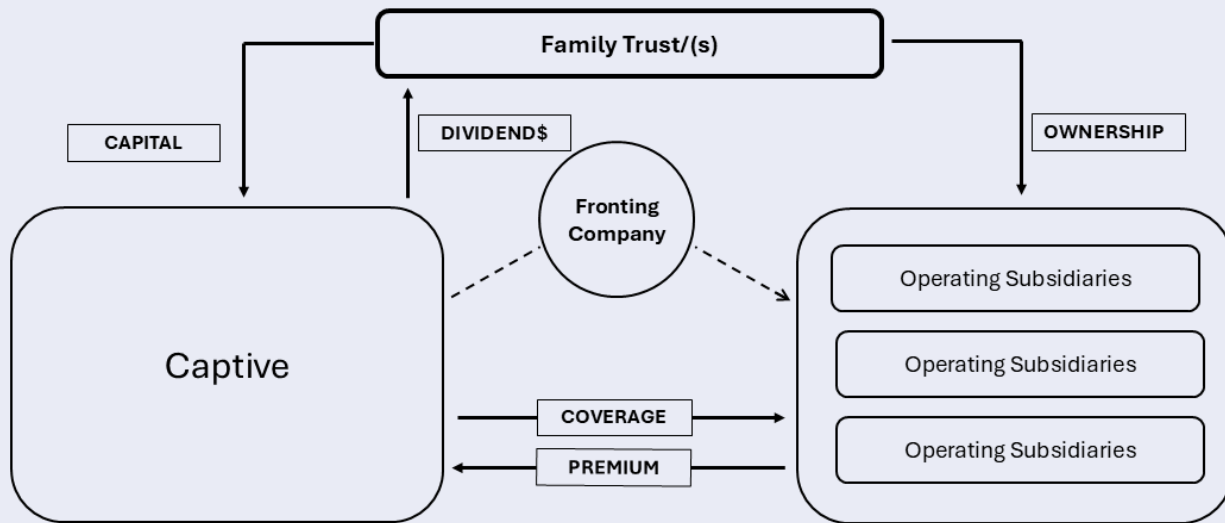 Family Trust/(s)
CAPITAL
DIVIDEND$
OWNERSHIP
Fronting
Company
Captive
Operating Subsidiaries
Operating Subsidiaries
Operating Subsidiaries
COVERAGE
PREMIUM